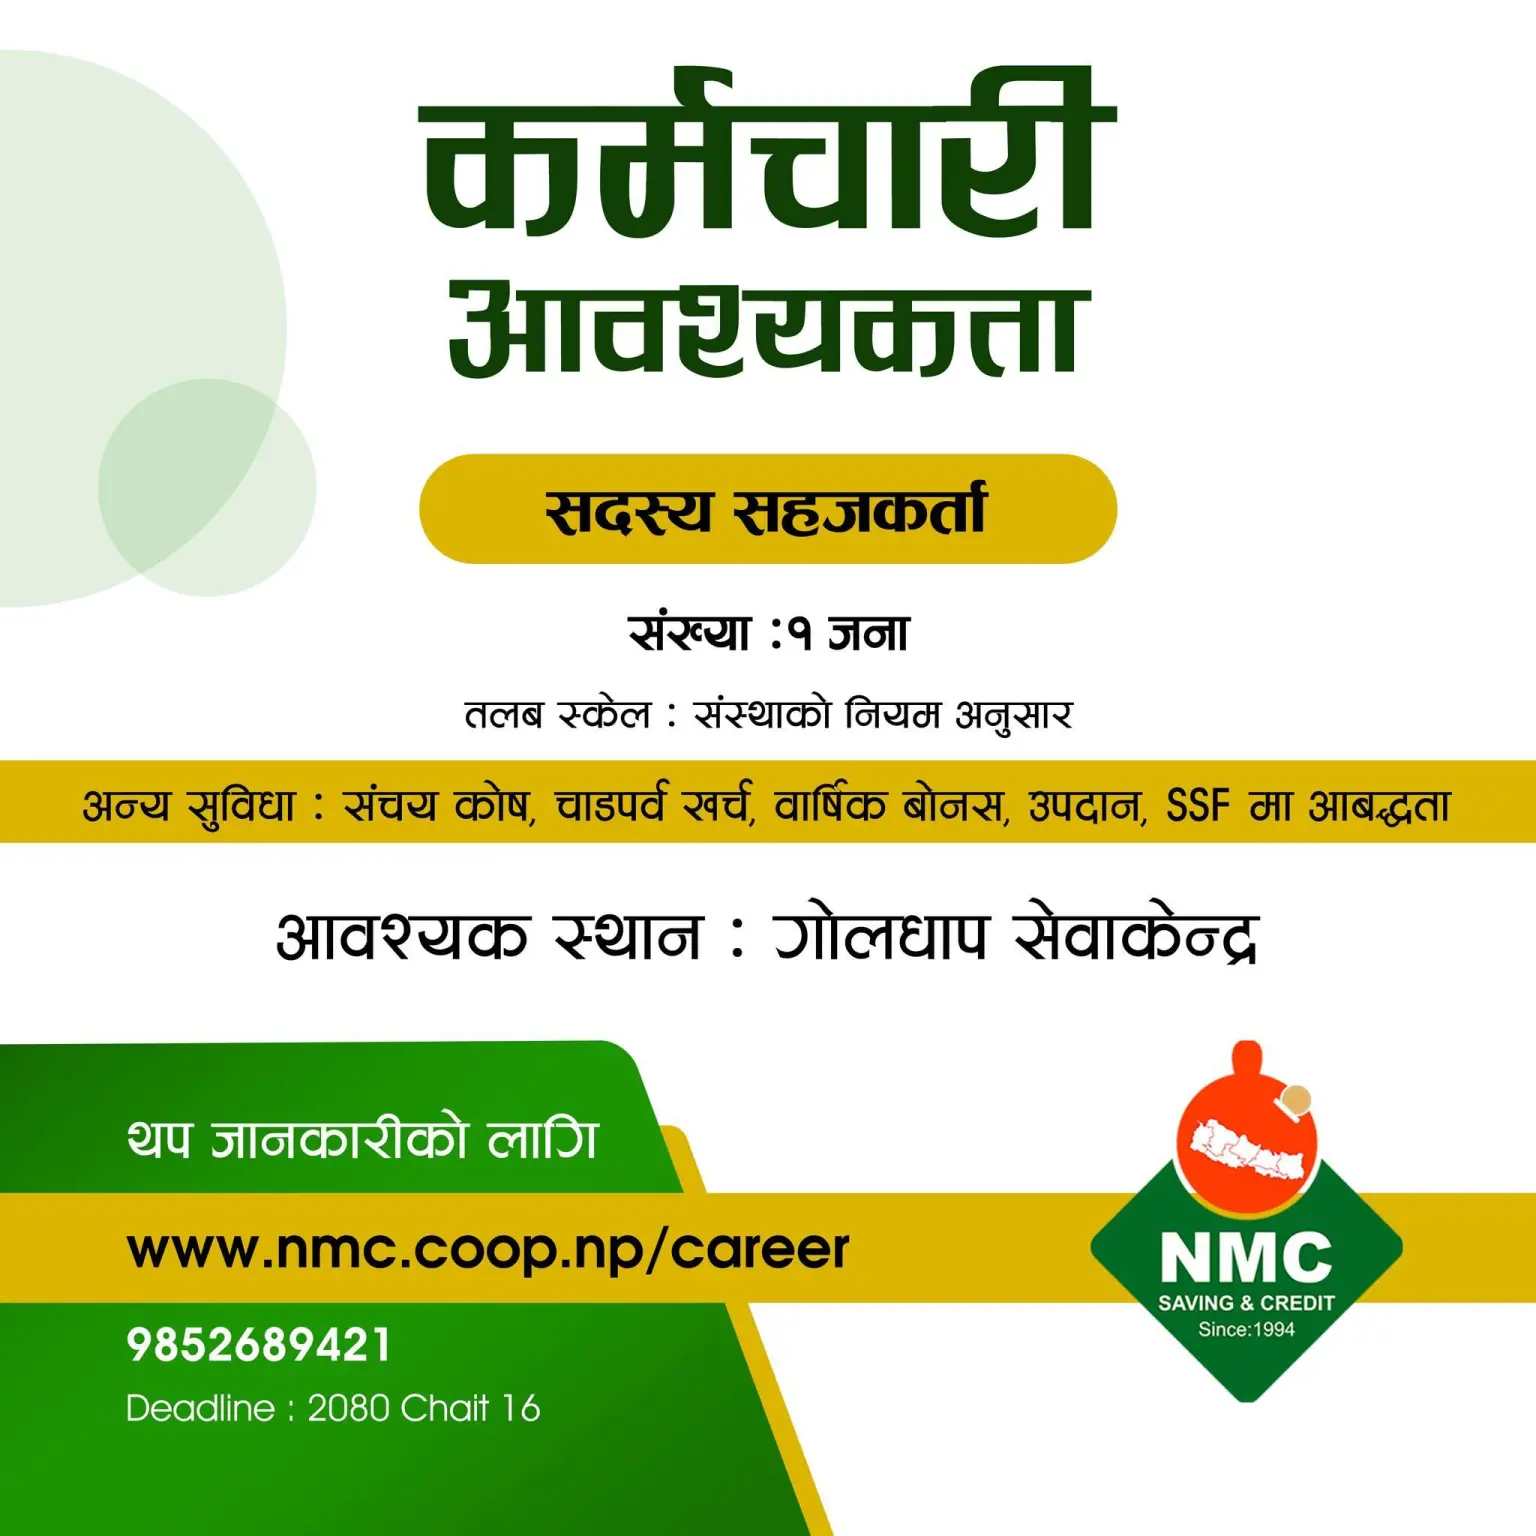 कर्मचारी
आवश्यकता
सदस्य सहजकर्ता
संख्या :१ जना
तलब स्केल : संस्थाको नियम अनुसार
अन्य सुविधा : संचय कोष, चाडपर्व खर्च, वार्षिक बोनस, उपदान, SSF मा आबद्धता
आवश्यक स्थान : गोलधाप सेवाकेन्द्र
थप जानकारीको लागि
www.nmc.coop.np/career
9852689421
Deadline : 2080 Chait 16
NMC
SAVING & CREDIT
Since:1994